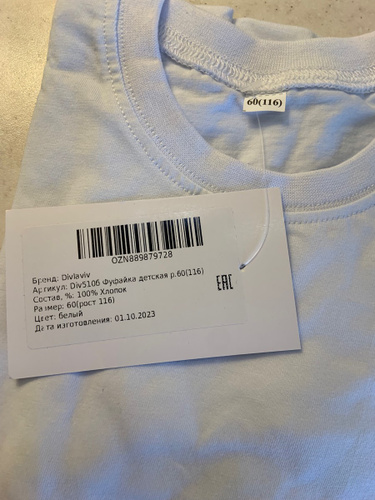 60(116)
OZN889879728
Бренд: Divlaviv
Артикул: Div5106 Фуфайка детская р.60(116)
Состав, %: 100% Хлопок
Размер: 60(рост 116)
Цвет: белый
Дата изготовления: 01.10.2023
EAC